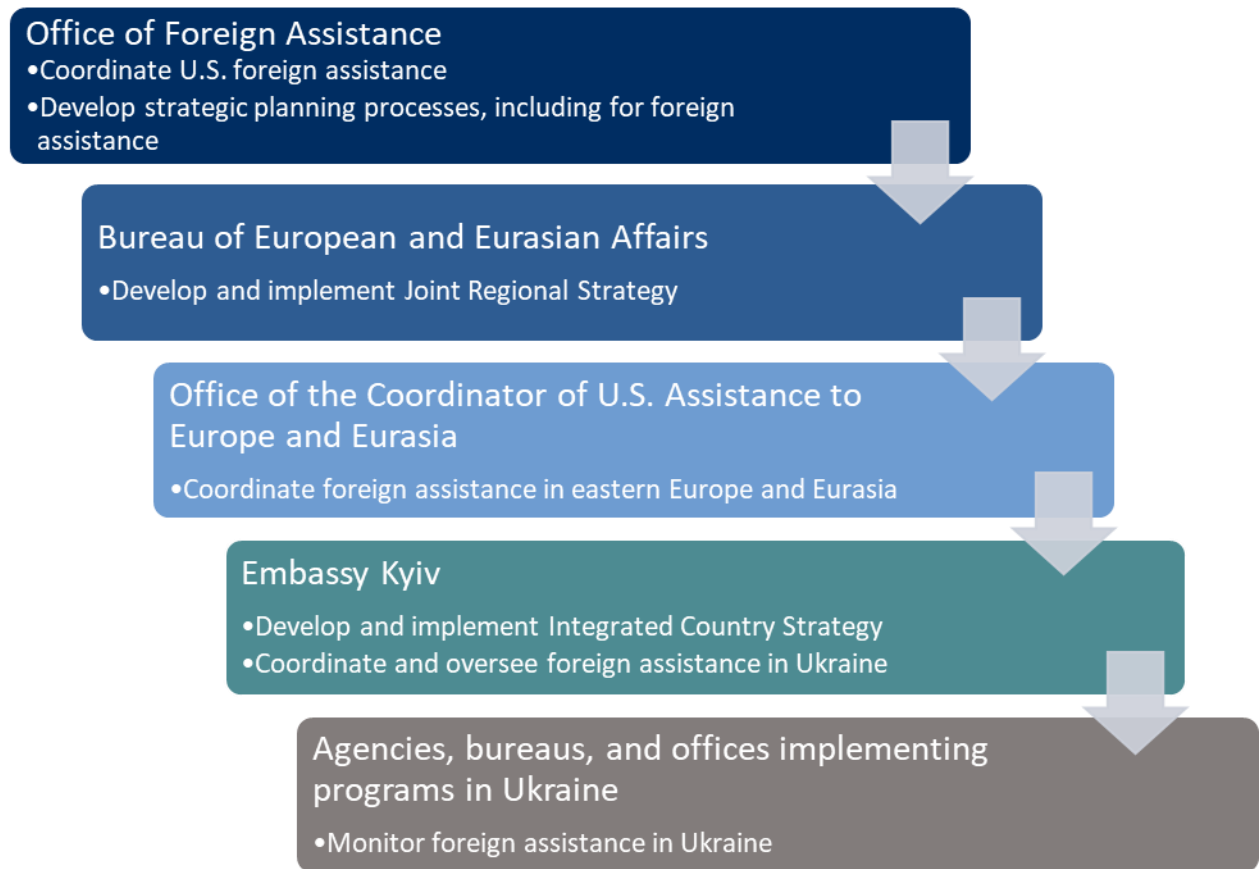 Office of Foreign Assistance
•Coordinate U.S. foreign assistance
•Develop strategic planning processes, including for foreign
assistance
Bureau of European and Eurasian Affairs
•Develop and implement Joint Regional Strategy
Office of the Coordinator of U.S. Assistance to
Europe and Eurasia
•Coordinate foreign assistance in eastern Europe and Eurasia
Embassy Kyiv
•Develop and implement Integrated Country Strategy
•Coordinate and oversee foreign assistance in Ukraine
Agencies, bureaus, and offices implementing
programs in Ukraine
•Monitor foreign assistance in Ukraine